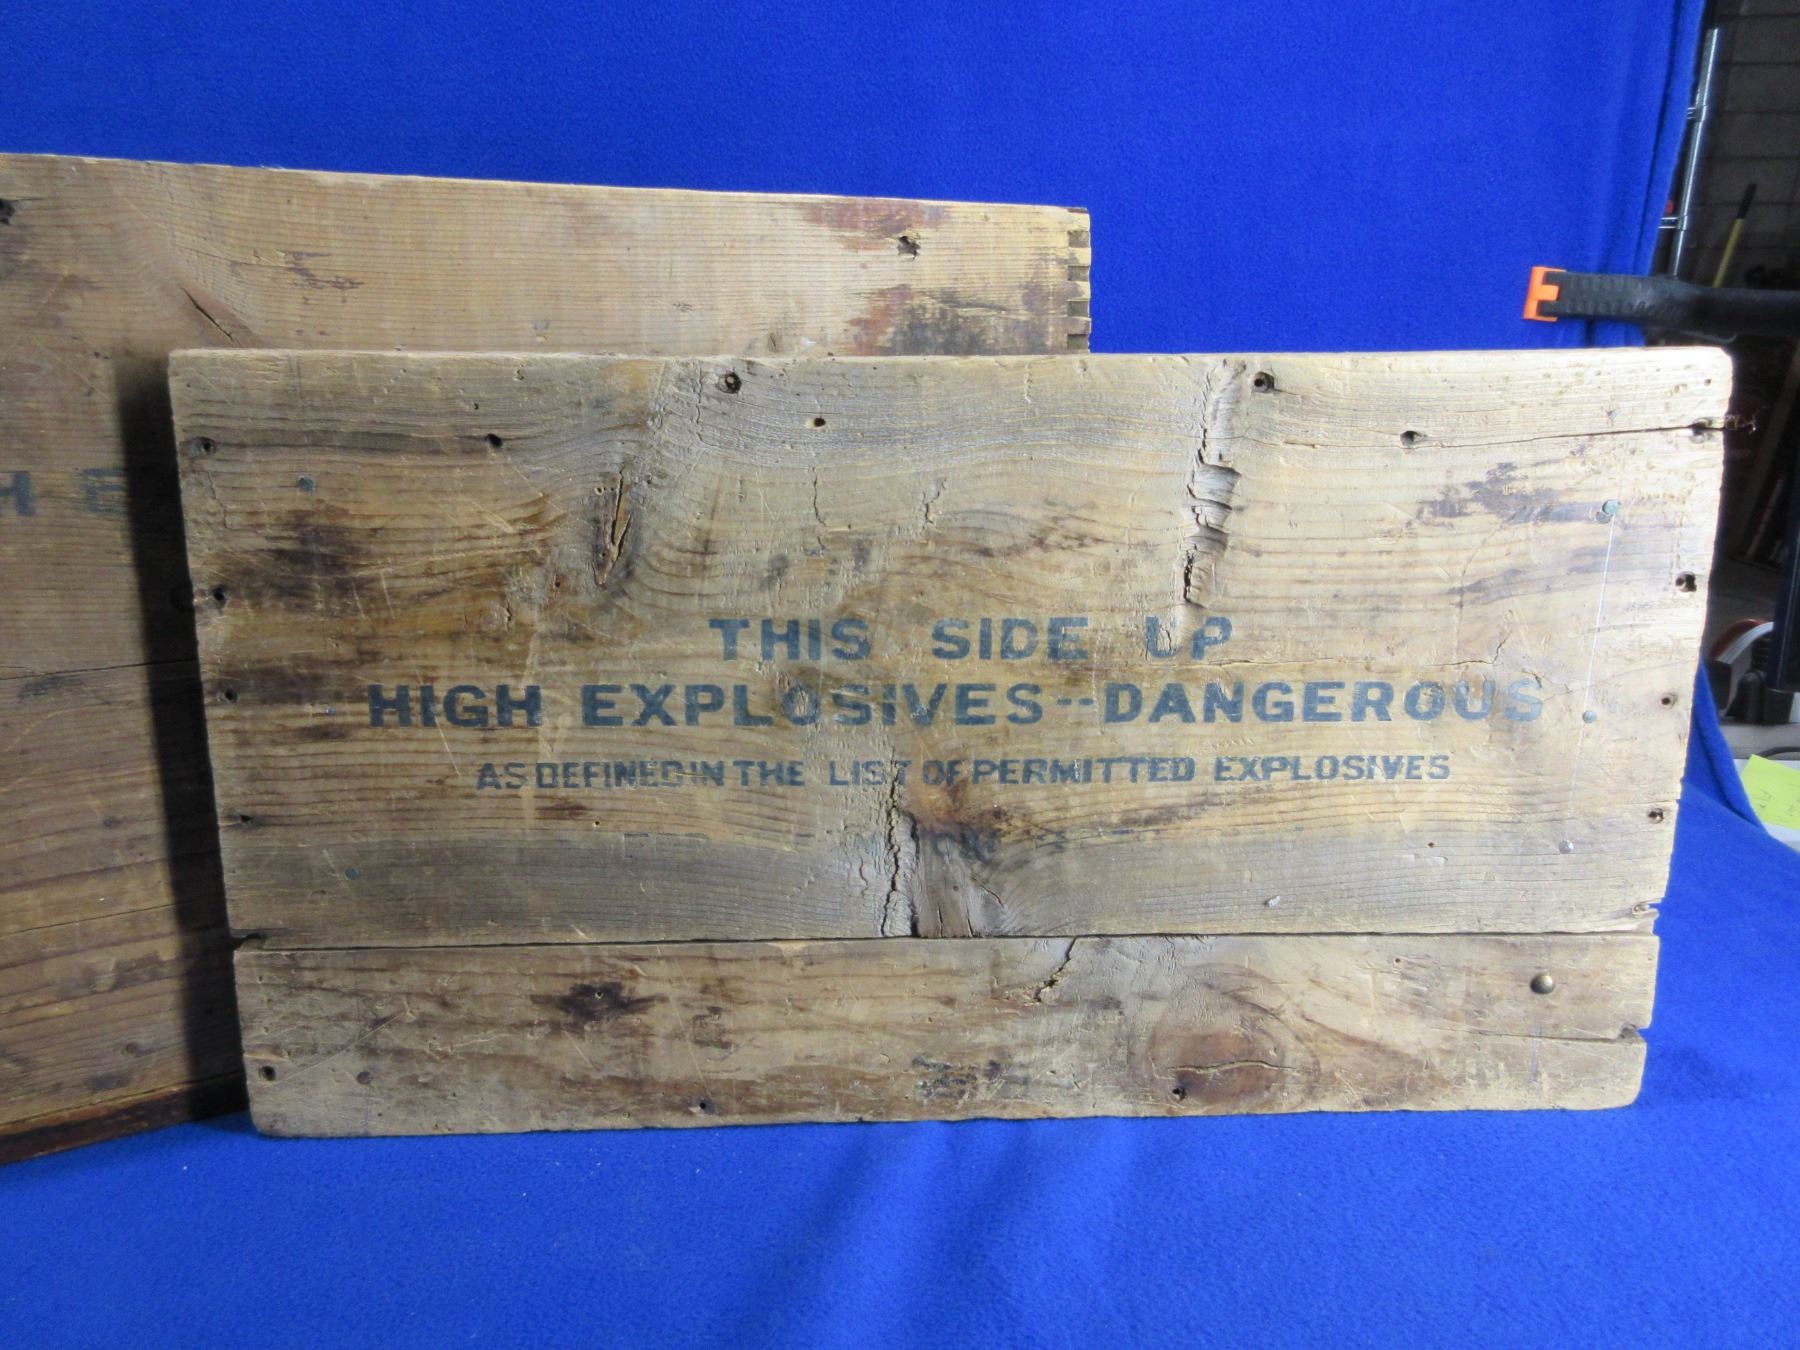 THIS SIDE UP
HIGH EXPLOSIVES--DANGEROUS
AS DEFINED IN THE LIST OF PERMITTED EXPLOSIVES
H E